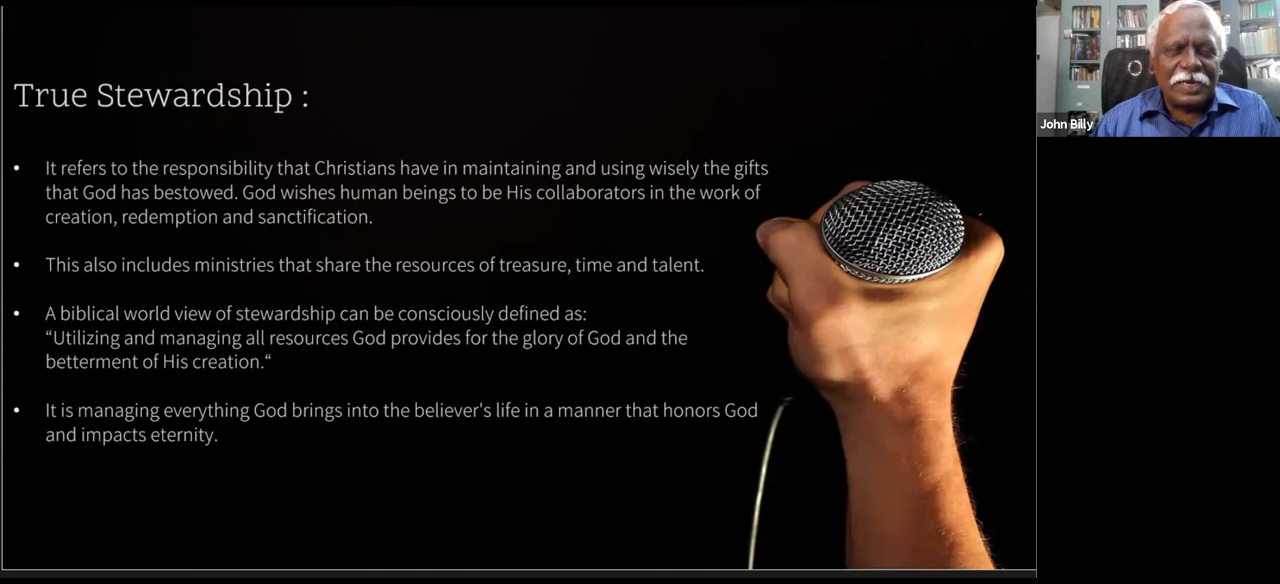 True Stewardship :
• It refers to the responsibility that Christians have in maintaining and using wisely the gifts
that God has bestowed. God wishes human beings to be His collaborators in the work of
creation, redemption and sanctification.
• This also includes ministries that share the resources of treasure, time and talent.
• A biblical world view of stewardship can be consciously defined as:
“Utilizing and managing all resources God provides for the glory of God and the
betterment of His creation.“
• It is managing everything God brings into the believer's life in a manner that honors God
and impacts eternity.
John Billy